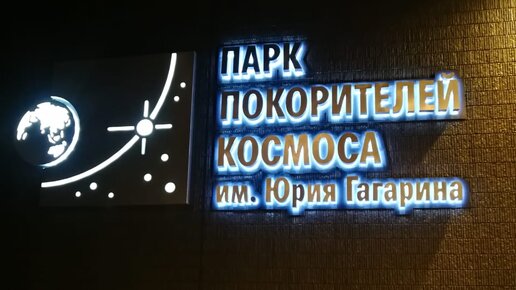 ПАРК
ПОКОРИТЕЛЕЙ
КОСМОСА
им. Юрия Гагарина